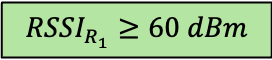 RSSI_{R_1} ≥ 60 dBm